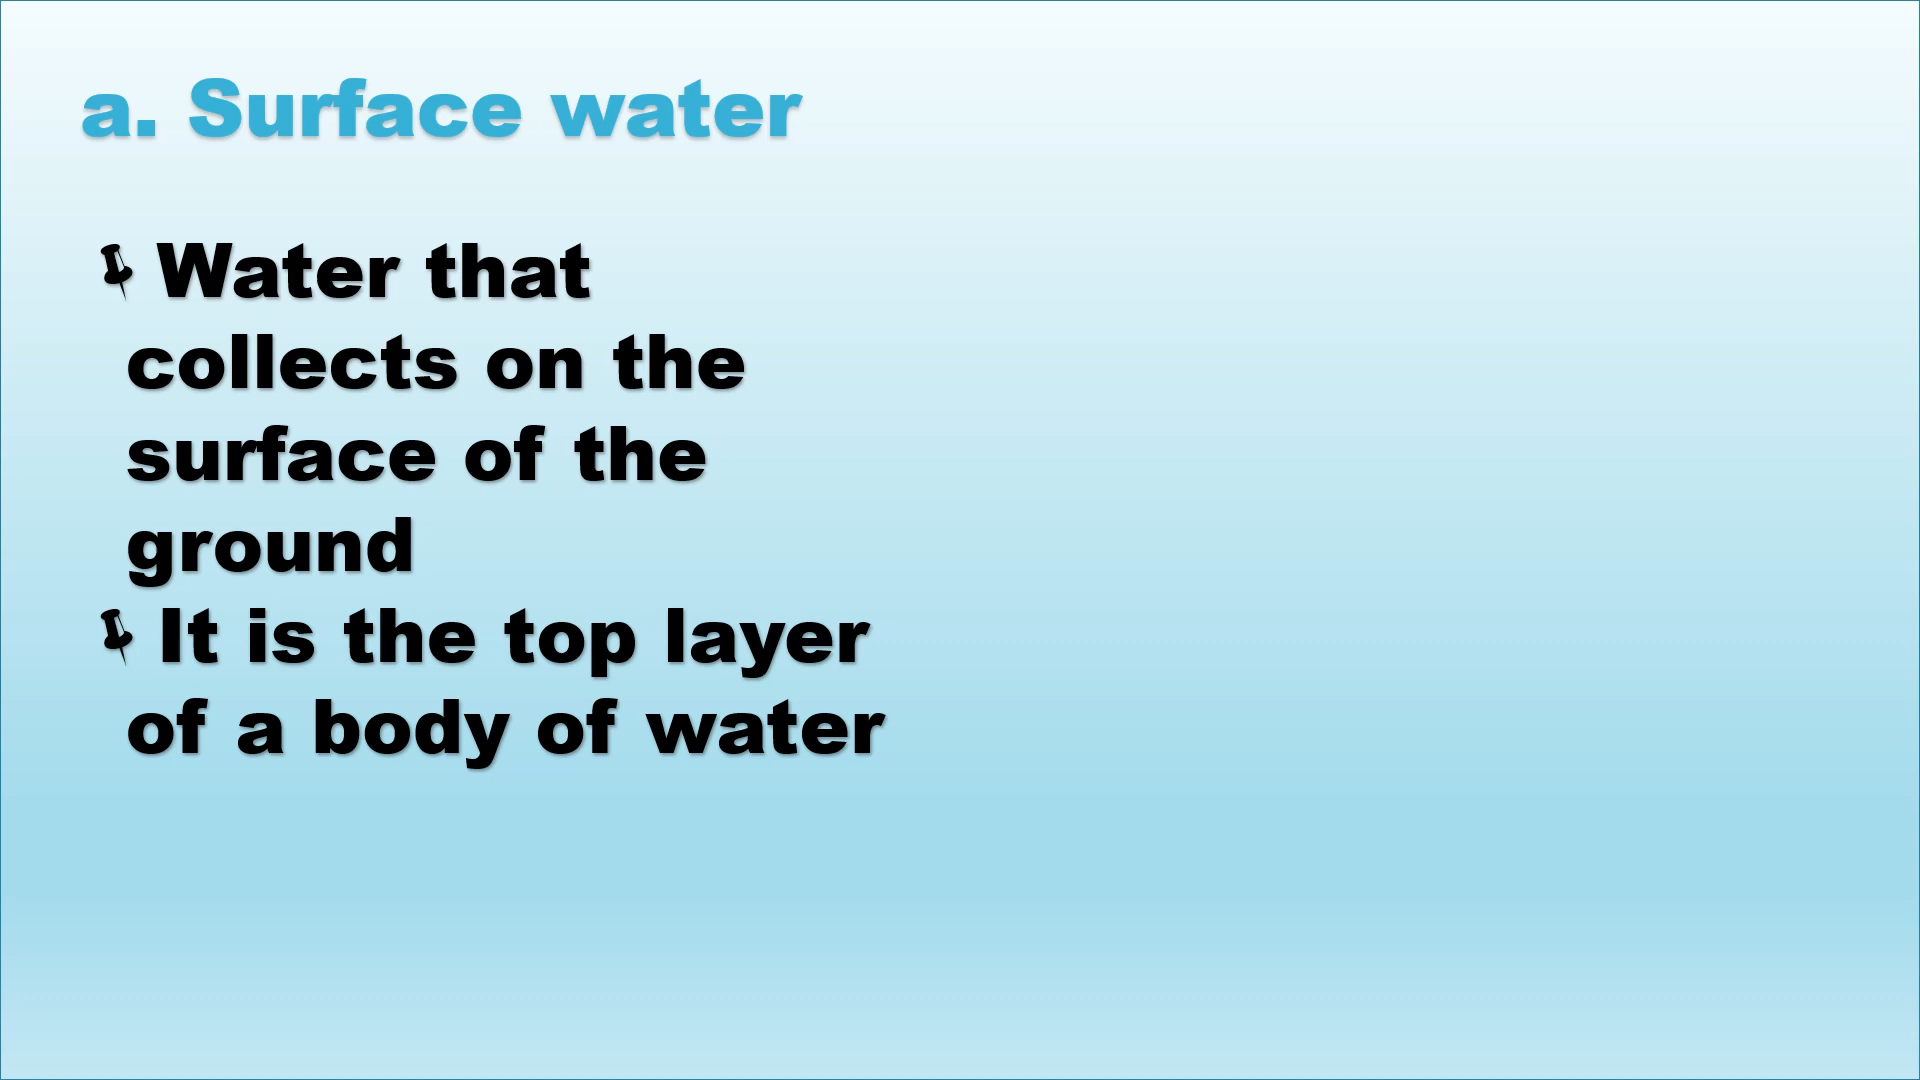 a. Surface water
Water that
collects on the
surface of the
ground
It is the top layer
of a body of water